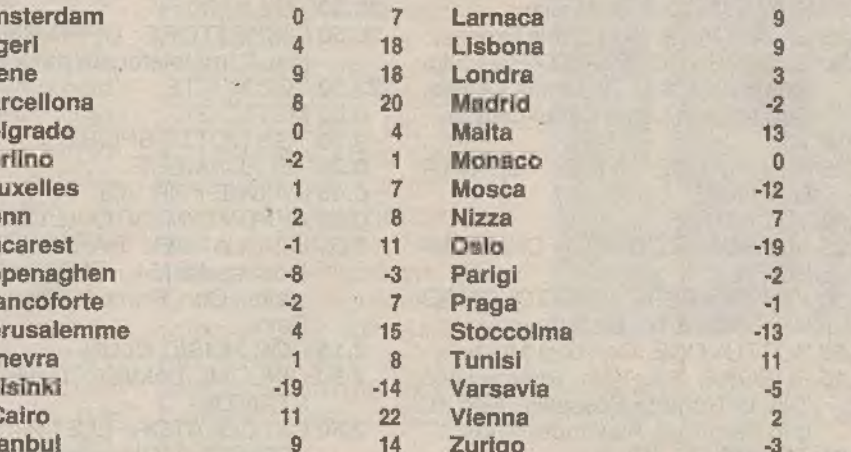 msterdam 0 7 Larnaca 9
geri 4 18 Lisbona 9
ene 9 18 Londra 3
rcellona 8 20 Madrid -2
lgrado 0 4 Malta 13
rlino -2 1 Monaco 0
uxelles 1 7 Mosca -12
nn 2 8 Nizza 7
carest -1 11 Oslo -19
penaghen -8 -3 Parigi -2
ancoforte -2 7 Praga -1
erusalemme 4 15 Stoccolma -13
nevra 1 8 Tunisi 11
lsinki -19 -14 Varsavia -5
Cairo 11 22 Vienna 2
tanbul 9 14 Zurigo -3